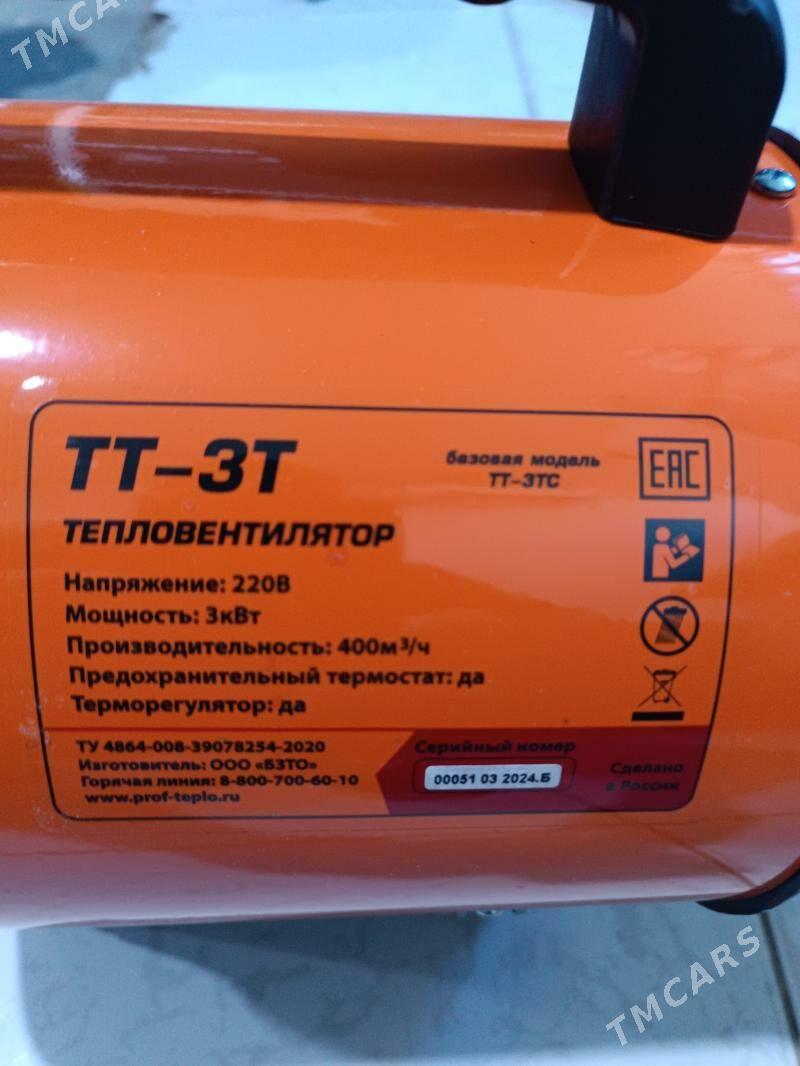 TMCARS
ТТ-3Т
базовая модель
ТТ-3ТС
EAC
ТЕПЛОВЕНТИЛЯТОР
Напряжение: 220В
Мощность: 3кВт
Производительность: 400м³/ч
Предохранительный термостат: да
Терморегулятор: да
ТУ 4864-008-39078254-2020
Изготовитель: ООО «БЗТО»
Горячая линия: 8-800-700-60-10
www.prof-teplo.ru
Серийный номер
00051 03 2024.Б
Сделано
в России
TMCARS